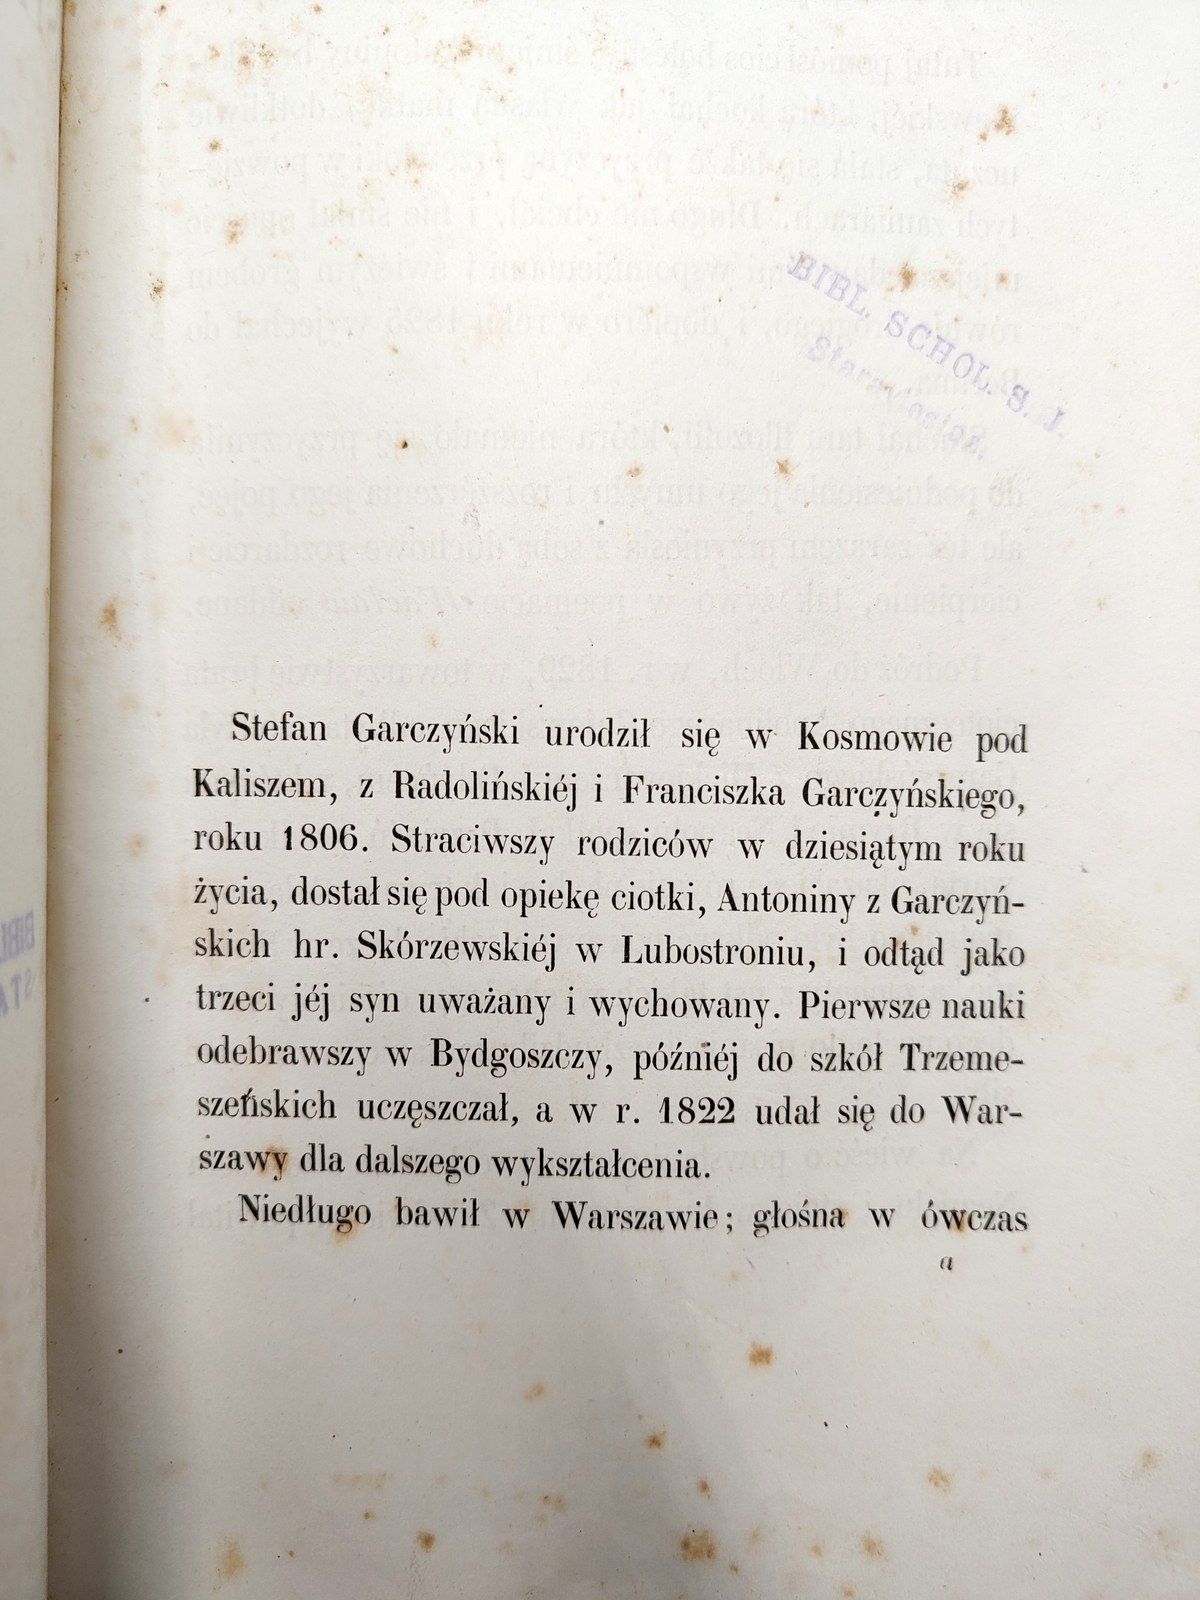 BIBL. SCHOL. S. J.
Staraviesiae.
Stefan Garczyński urodził się w Kosmowie pod
Kaliszem, z Radolińskiéj i Franciszka Garczyńskiego,
roku 1806. Straciwszy rodziców w dziesiątym roku
życia, dostał się pod opiekę ciotki, Antoniny z Garczyń-
skich hr. Skórzewskiéj w Lubostroniu, i odtąd jako
trzeci jéj syn uważany i wychowany. Pierwsze nauki
odebrawszy w Bydgoszczy, późniéj do szkół Trzeme-
szeńskich uczęszczał, a w r. 1822 udał się do War-
szawy dla dalszego wykształcenia.
Niedługo bawił w Warszawie; głośna w ówczas
a